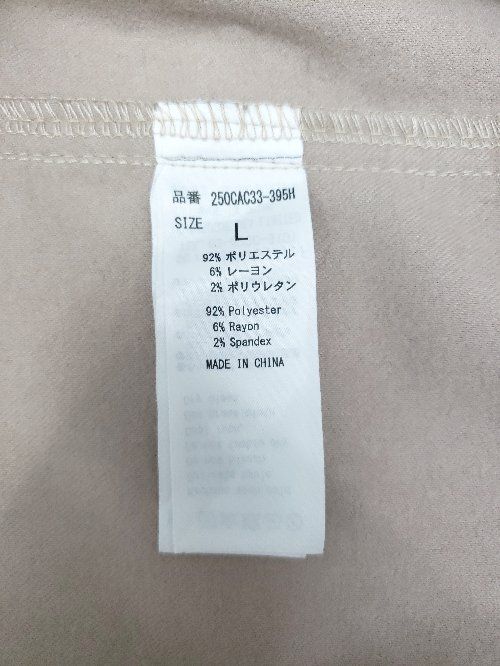 品番 250CAC33-395H
SIZE L
92% ポリエステル
6% レーヨン
2% ポリウレタン
92% Polyester
6% Rayon
2% Spandex
MADE IN CHINA